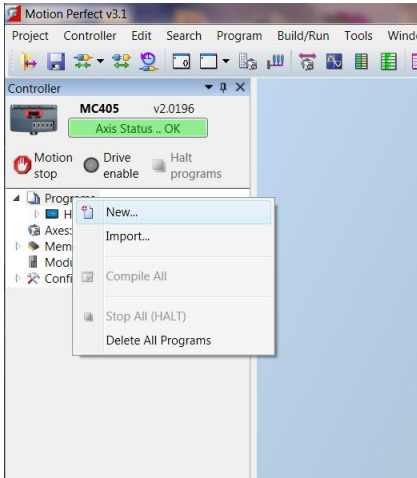 Motion Perfect v3.1
Project Controller Edit Search Program Build/Run Tools
Controller
MC405 v2.0196
Axis Status .. OK
Motion stop
Drive enable
Halt programs
Programs
New...
Axes:
Import...
Compile All
Stop All (HALT)
Delete All Programs